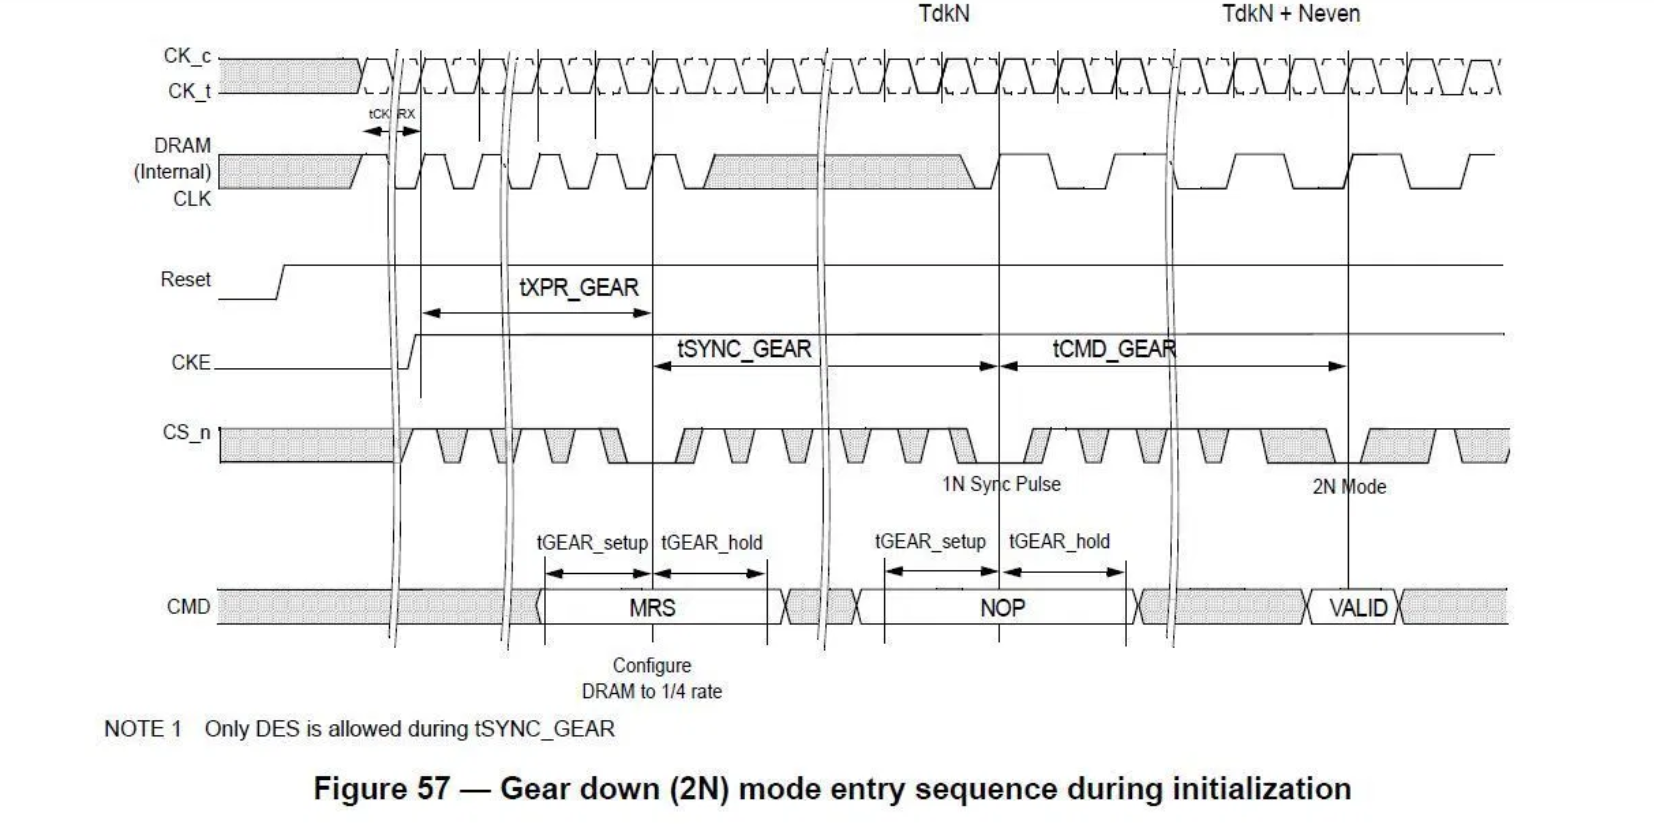 TdkN TdkN + Neven
CK_c
CK_t
tCK RX
DRAM
(Internal)
CLK
Reset
tXPR_GEAR
CKE
tSYNC_GEAR tCMD_GEAR
CS_n
1N Sync Pulse 2N Mode
tGEAR_setup tGEAR_hold tGEAR_setup tGEAR_hold
CMD MRS NOP VALID
Configure
DRAM to 1/4 rate
NOTE 1 Only DES is allowed during tSYNC_GEAR
Figure 57 — Gear down (2N) mode entry sequence during initialization